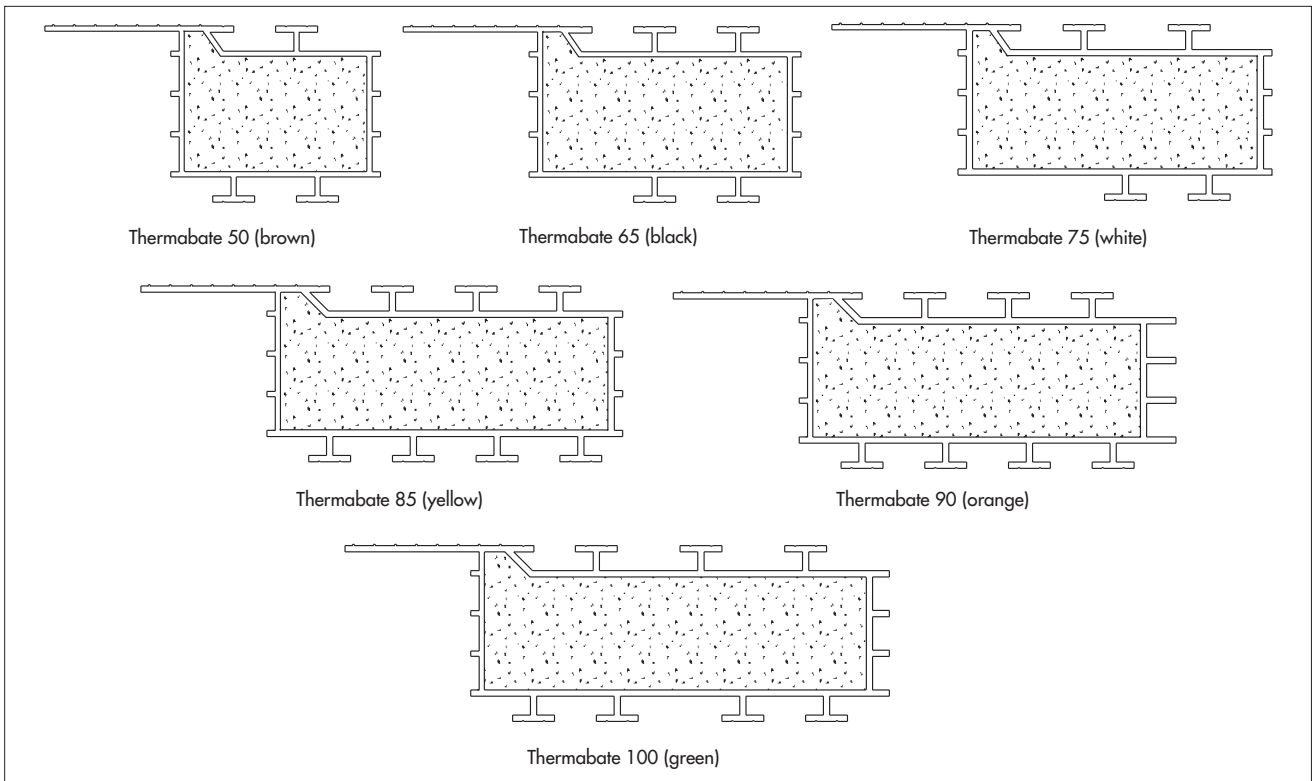 Thermabate 50 (brown)
Thermabate 65 (black)
Thermabate 75 (white)
Thermabate 85 (yellow)
Thermabate 90 (orange)
Thermabate 100 (green)